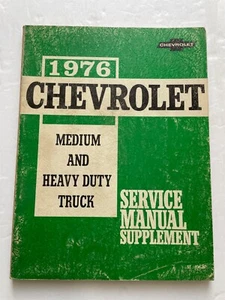 CHEVROLET
1976
CHEVROLET
MEDIUM
AND
HEAVY DUTY
TRUCK
SERVICE
MANUAL
SUPPLEMENT